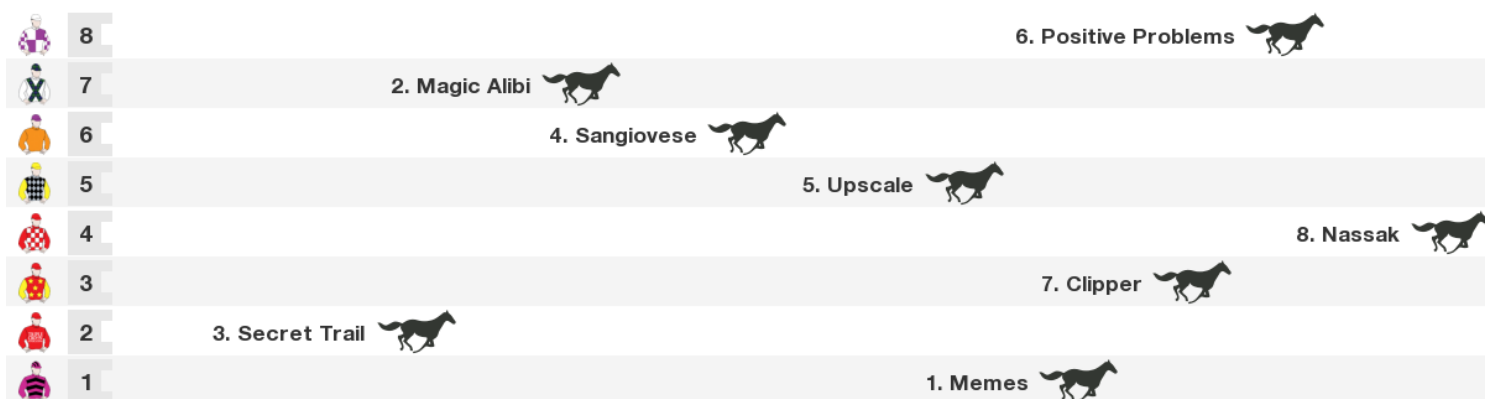 8 6. Positive Problems
7 2. Magic Alibi
6 4. Sangiovese
5 5. Upscale
4 8. Nassak
3 7. Clipper
2 3. Secret Trail
1 1. Memes